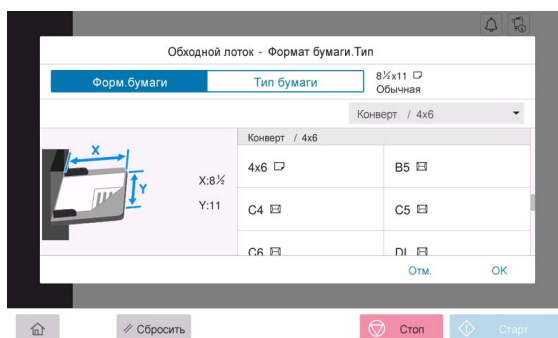 Обходной лоток - Формат бумаги.Тип
Форм.бумаги
Тип бумаги
8½x11
Обычная
Конверт / 4x6
Конверт / 4x6
4x6
B5
X
Y
X:8½
Y:11
C4
C5
C6
DL
Отм.
OK
Сбросить
Стоп
Старт